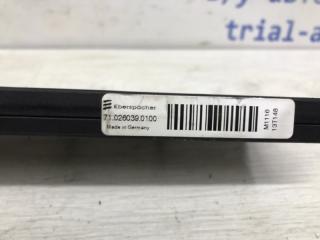 trial-a
Eberspächer
71.026039.0100
Made in Germany
M1116
13T148